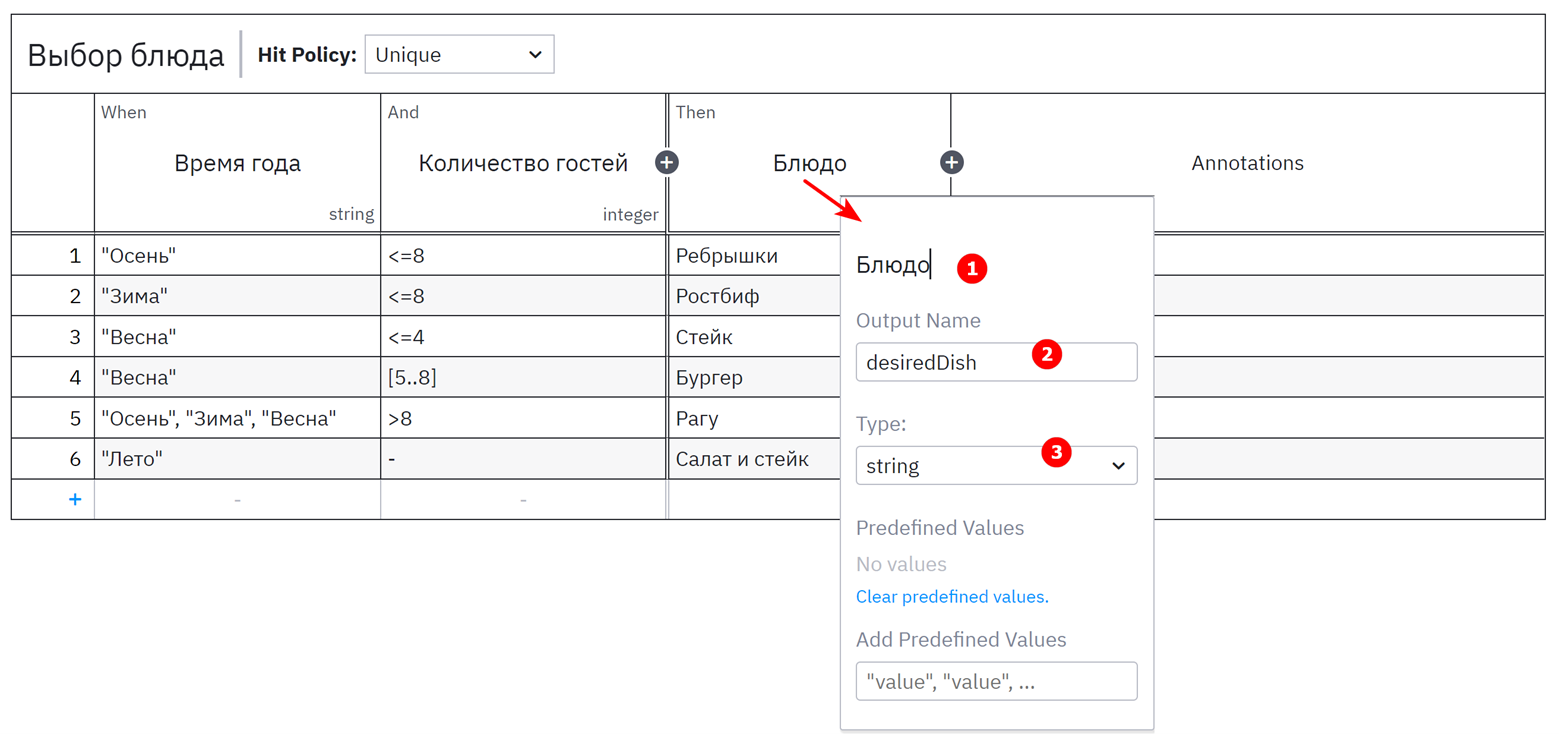 Выбор блюда Hit Policy: Unique
When And Then
Время года Количество гостей + Блюдо + Annotations
string integer
1 "Осень" <=8 Ребрышки
2 "Зима" <=8 Ростбиф
3 "Весна" <=4 Стейк
4 "Весна" [5..8] Бургер
5 "Осень", "Зима", "Весна" >8 Рагу
6 "Лето" - Салат и стейк
+ - -
Блюдо 1
Output Name
desiredDish 2
Type:
string 3
Predefined Values
No values
Clear predefined values.
Add Predefined Values
"value", "value", ...